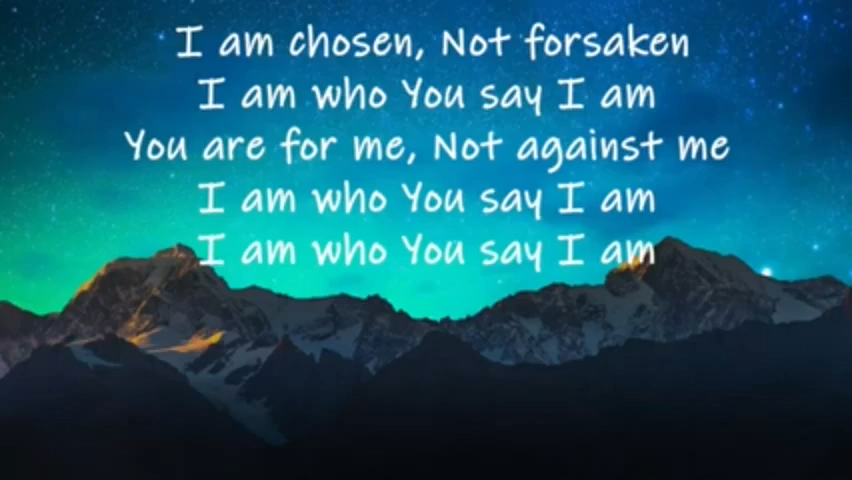 I am chosen, Not forsaken
I am who You say I am
You are for me, Not against me
I am who You say I am
I am who You say I am